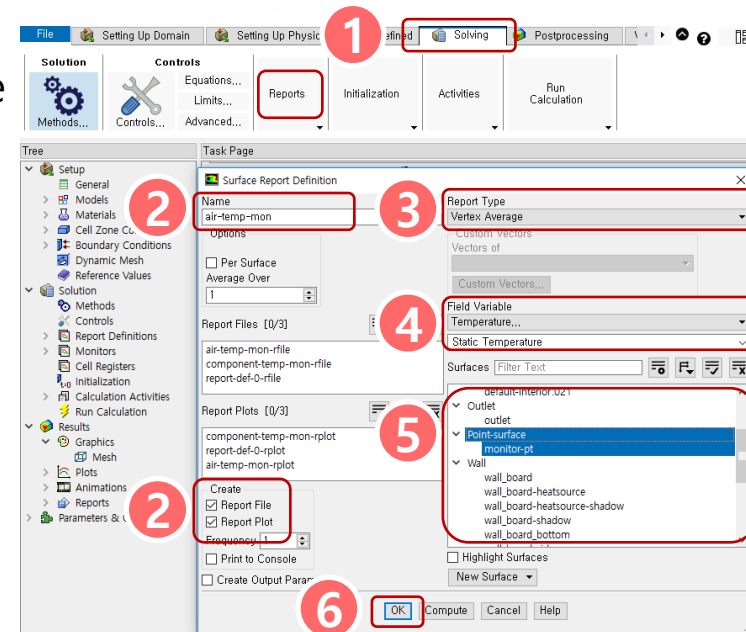 File Setting Up Domain Setting Up Physic efined Solving Postprocessing
1
Solution Controls
Methods... Controls... Equations...
Limits...
Advanced...
Reports Initialization Activities Run
Calculation
e
Tree
Setup
General
Models
Materials
Cell Zone Co
Boundary Conditions
Dynamic Mesh
Reference Values
Solution
Methods
Controls
Report Definitions
Monitors
Cell Registers
Initialization
Calculation Activities
Run Calculation
Results
Graphics
Mesh
Plots
Animations
Reports
Parameters &
Task Page
Surface Report Definition
2
Name
air-temp-mon
Options
Per Surface
Average Over
1
Report Files [0/3]
air-temp-mon-rfile
component-temp-mon-rfile
report-def-0-rfile
Report Plots [0/3]
component-temp-mon-rplot
report-def-0-rplot
air-temp-mon-rplot
2
Create
Report File
Report Plot
Frequency 1
Print to Console
Create Output Param
3
Report Type
Vertex Average
Custom Vectors
Vectors of
Custom Vectors...
4
Field Variable
Temperature...
Static Temperature
Surfaces Filter Text
5
default-interior:021
Outlet
outlet
Point-surface
monitor-pt
Wall
wall_board
wall_board-heatsource
wall_board-heatsource-shadow
wall_board-shadow
wall_board_bottom
Highlight Surfaces
New Surface
6
OK Compute Cancel Help